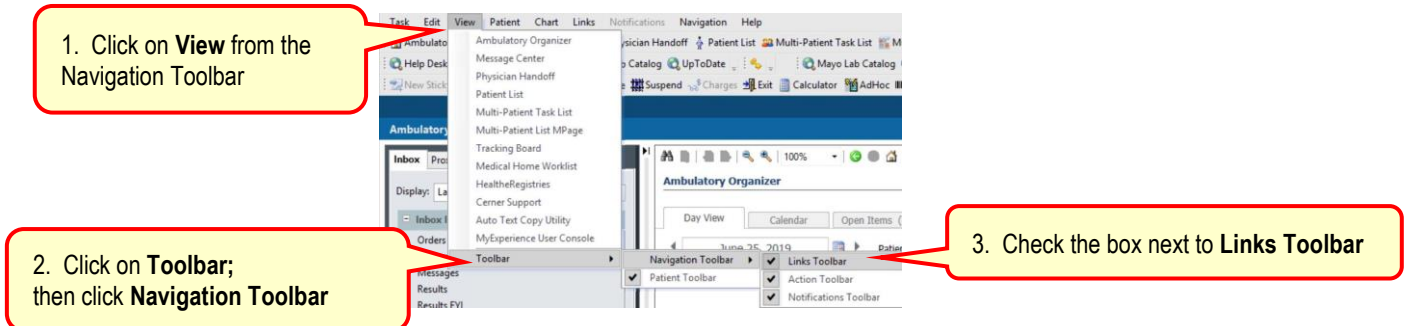 Task Edit View Patient Chart Links Notifications Navigation Help
1. Click on View from the
Navigation Toolbar
Ambulatory Organizer
Message Center
Physician Handoff
Patient List
Multi-Patient Task List
Multi-Patient List MPage
Tracking Board
Medical Home Worklist
HealtheRegistries
Cerner Support
Auto Text Copy Utility
MyExperience User Console
Toolbar
Handoff Patient List Multi-Patient Task List
Help Desk
Catalog UpToDate Mayo Lab Catalog
New Stick
Suspend Charges Exit Calculator AdHoc
Ambulatory
Inbox
100%
Ambulatory Organizer
Display:
Day View Calendar Open Items (
June 25, 2019
Inbox
Orders
Messages
Results
Results FYI
2. Click on Toolbar;
then click Navigation Toolbar
Navigation Toolbar
Patient Toolbar
Links Toolbar
Action Toolbar
Notifications Toolbar
3. Check the box next to Links Toolbar